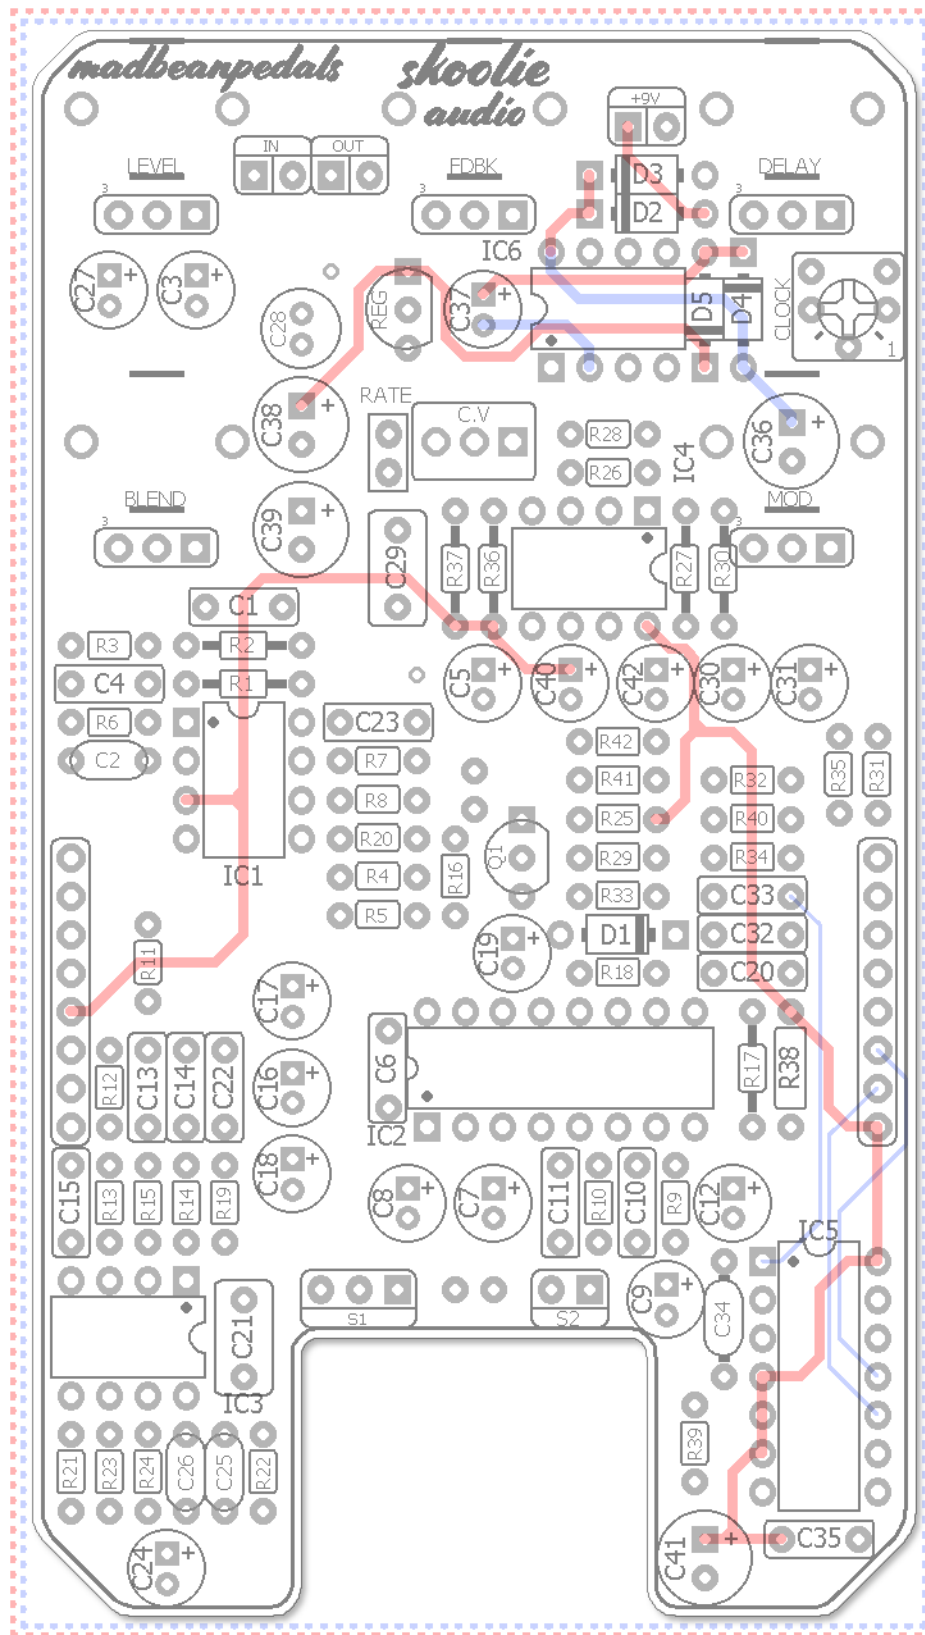 madbeanpedals skoolie
audio
+9V
IN OUT
LEVEL FDBK D3 DELAY
3 3 D2 3
IC6
C27 + C3 + C28 REG C37 + D5 D4 CLOCK
1
RATE
C38 + C.V R28 IC4 C36 +
R26
BLEND MOD
3 C39 + C29 R37 R36 R27 R30 3
C1
R3 R2
C4 R1 C5 + C40 + C42 + C30 + C31 +
R6 C23 R42
C2 R7 R41 R32 R35 R31
R8 R25 R40
R20 Q1 R29 R34
IC1 R4 R16 R33 C33
R5 C19 + D1 C32
R11 R18 C20
C17 +
R12 C13 C14 C22 C16 + C6 R17 R38
IC2
C15 R13 R15 R14 R19 C18 + C8 + C7 + C11 R10 C10 R9 C12 +
IC5
C21 S1 S2 C9 + C34
IC3
R21 R23 R24 C26 C25 R22 R39
C24 + C41 + C35